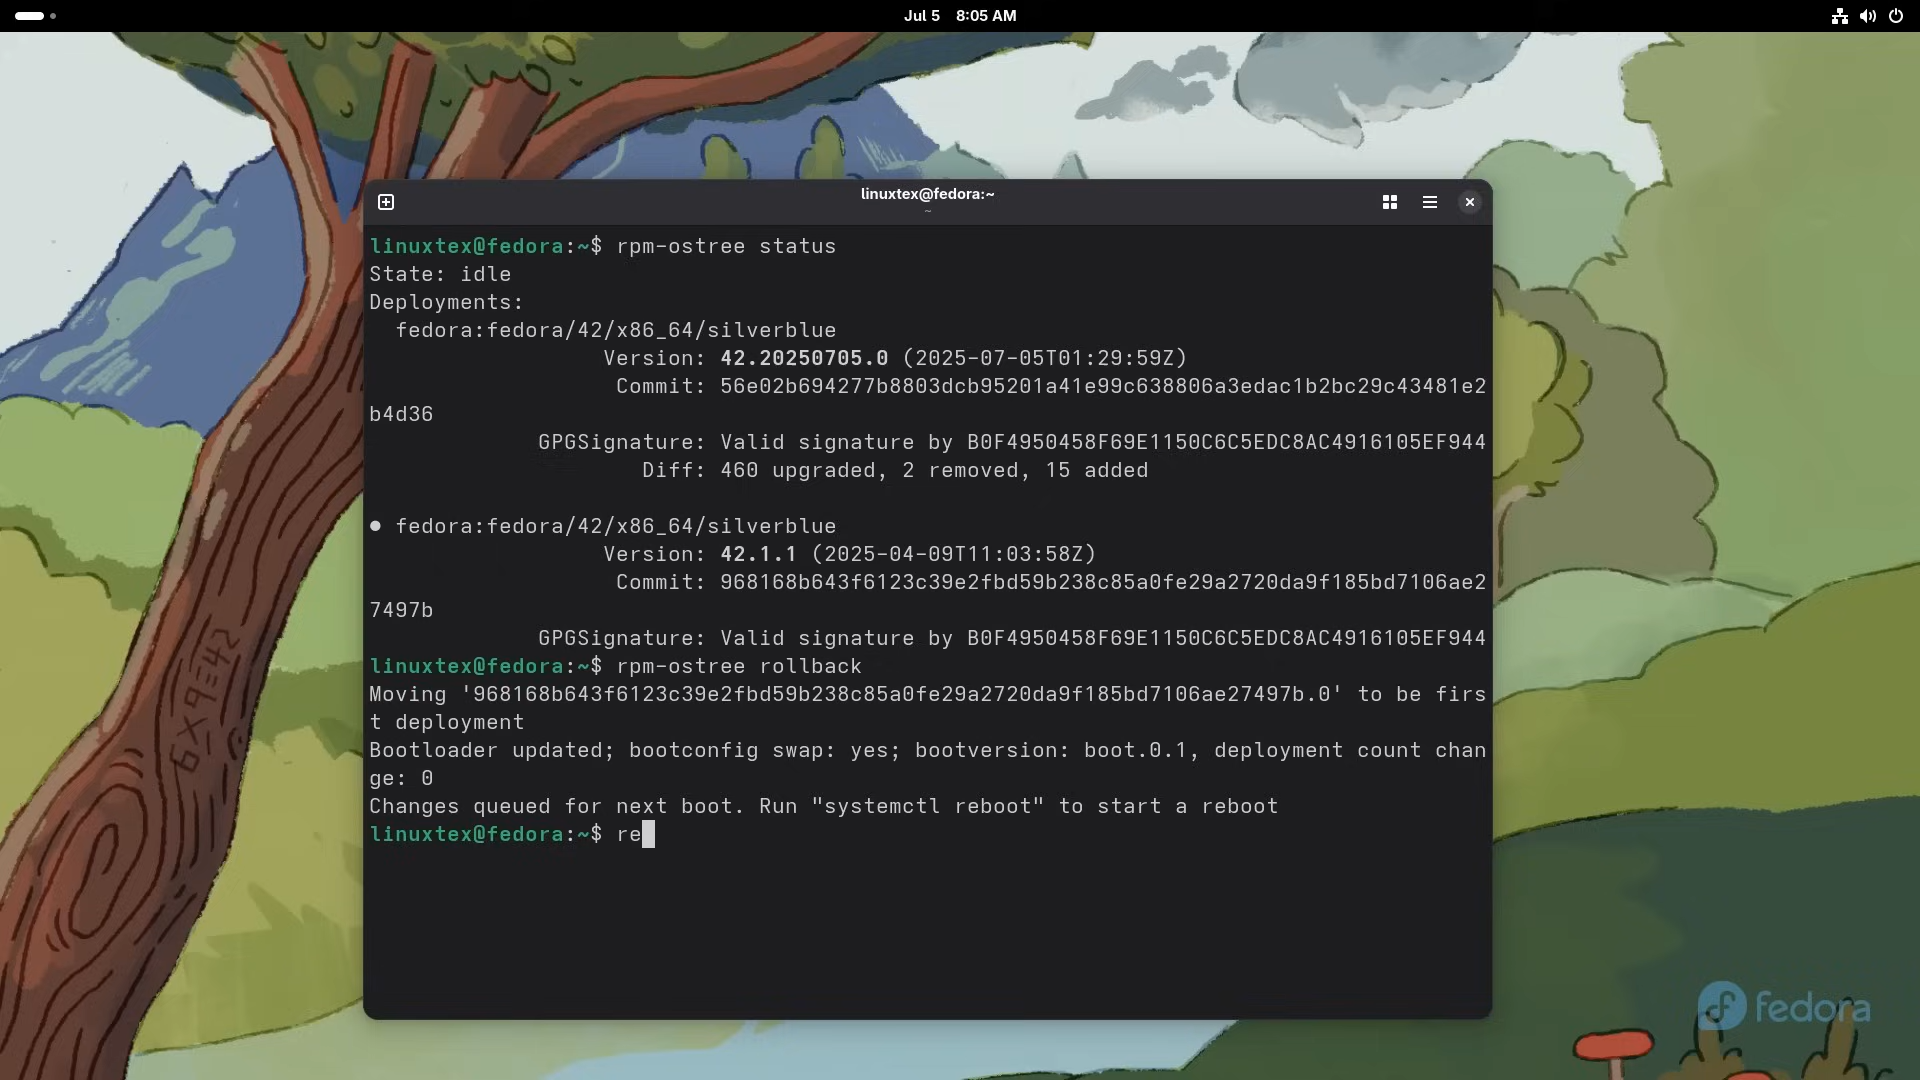 Jul 5 8:05 AM
linuxtex@fedora:~
~
linuxtex@fedora:~$ rpm-ostree status
State: idle
Deployments:
fedora:fedora/42/x86_64/silverblue
Version: 42.20250705.0 (2025-07-05T01:29:59Z)
Commit: 56e02b694277b8803dcb95201a41e99c638806a3edac1b2bc29c43481e2
b4d36
GPGSignature: Valid signature by B0F4950458F69E1150C6C5EDC8AC4916105EF944
Diff: 460 upgraded, 2 removed, 15 added
● fedora:fedora/42/x86_64/silverblue
Version: 42.1.1 (2025-04-09T11:03:58Z)
Commit: 968168b643f6123c39e2fbd59b238c85a0fe29a2720da9f185bd7106ae2
7497b
GPGSignature: Valid signature by B0F4950458F69E1150C6C5EDC8AC4916105EF944
linuxtex@fedora:~$ rpm-ostree rollback
Moving '968168b643f6123c39e2fbd59b238c85a0fe29a2720da9f185bd7106ae27497b.0' to be firs
t deployment
Bootloader updated; bootconfig swap: yes; bootversion: boot.0.1, deployment count chan
ge: 0
Changes queued for next boot. Run "systemctl reboot" to start a reboot
linuxtex@fedora:~$ re
6X9E42
fedora